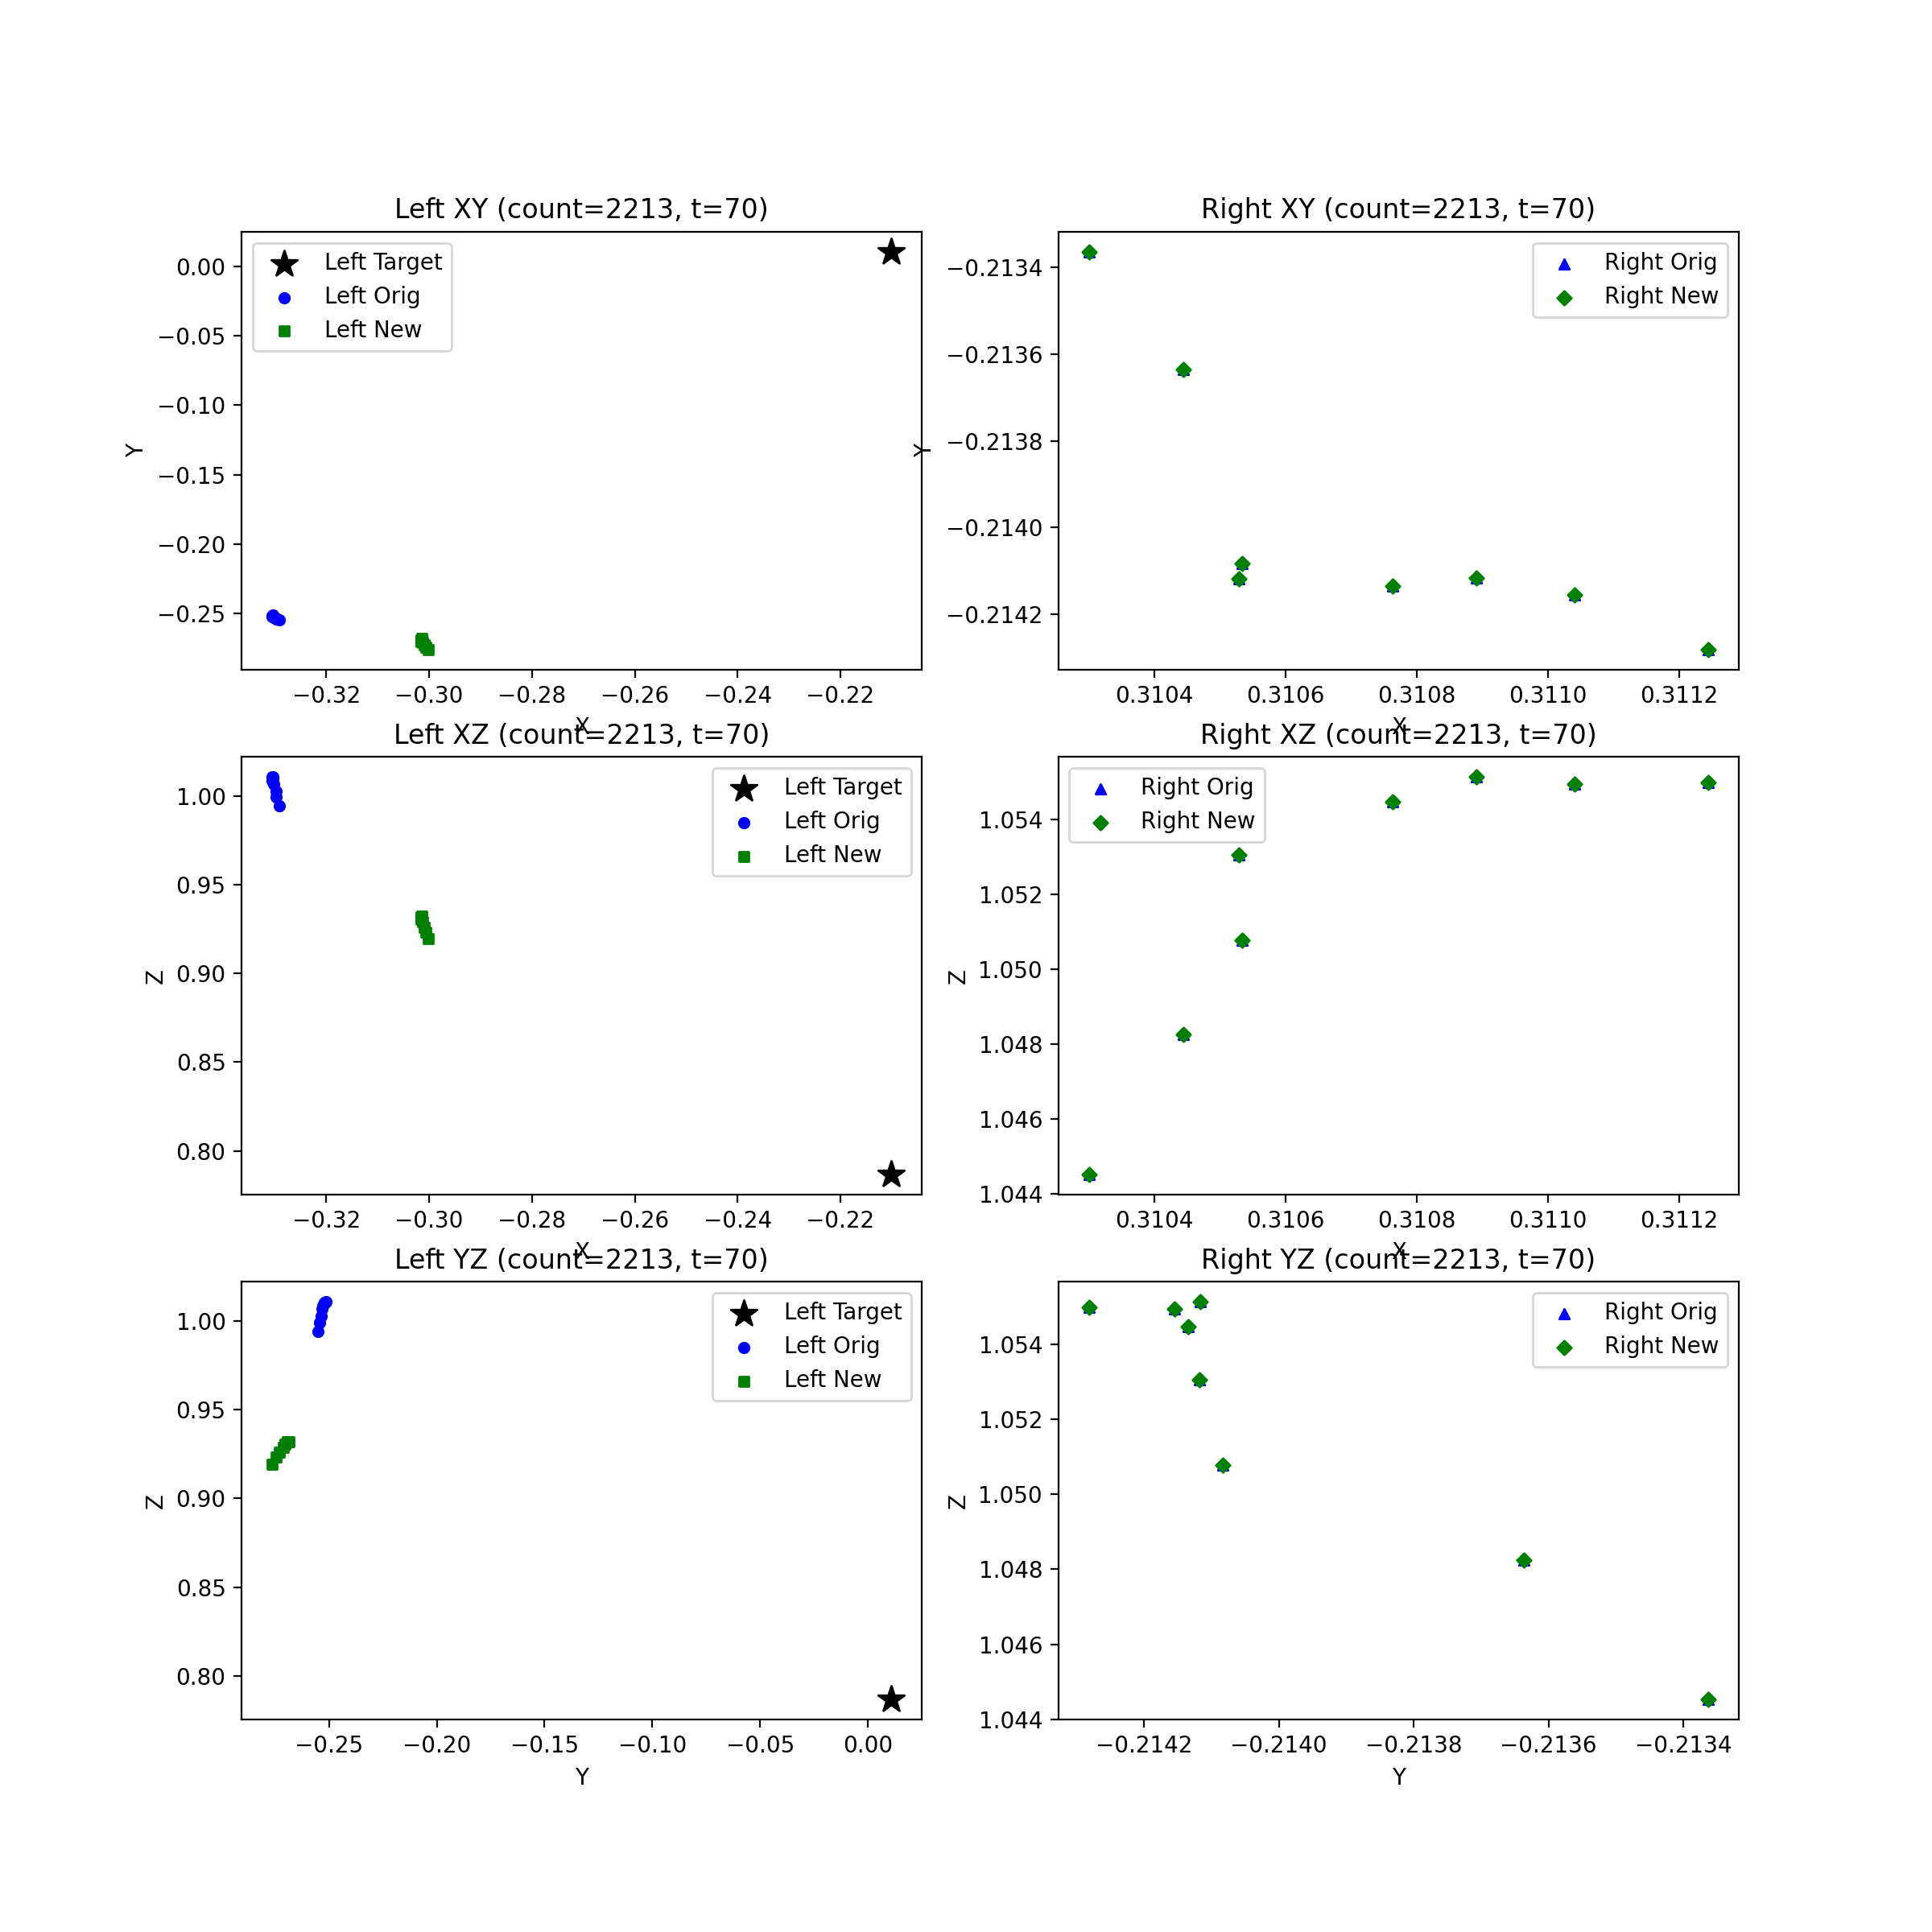 Left XY (count=2213, t=70)
0.00
−0.05
−0.10
−0.15
−0.20
−0.25
Y
Left Target
Left Orig
Left New
−0.32 −0.30 −0.28 −0.26 −0.24 −0.22
X
Right XY (count=2213, t=70)
−0.2134
−0.2136
−0.2138
−0.2140
−0.2142
Y
Right Orig
Right New
0.3104 0.3106 0.3108 0.3110 0.3112
X
Left XZ (count=2213, t=70)
1.00
0.95
0.90
0.85
0.80
Z
Left Target
Left Orig
Left New
−0.32 −0.30 −0.28 −0.26 −0.24 −0.22
X
Right XZ (count=2213, t=70)
1.054
1.052
1.050
1.048
1.046
1.044
Z
Right Orig
Right New
0.3104 0.3106 0.3108 0.3110 0.3112
X
Left YZ (count=2213, t=70)
1.00
0.95
0.90
0.85
0.80
Z
Left Target
Left Orig
Left New
−0.25 −0.20 −0.15 −0.10 −0.05 0.00
Y
Right YZ (count=2213, t=70)
1.054
1.052
1.050
1.048
1.046
1.044
Z
Right Orig
Right New
−0.2142 −0.2140 −0.2138 −0.2136 −0.2134
Y